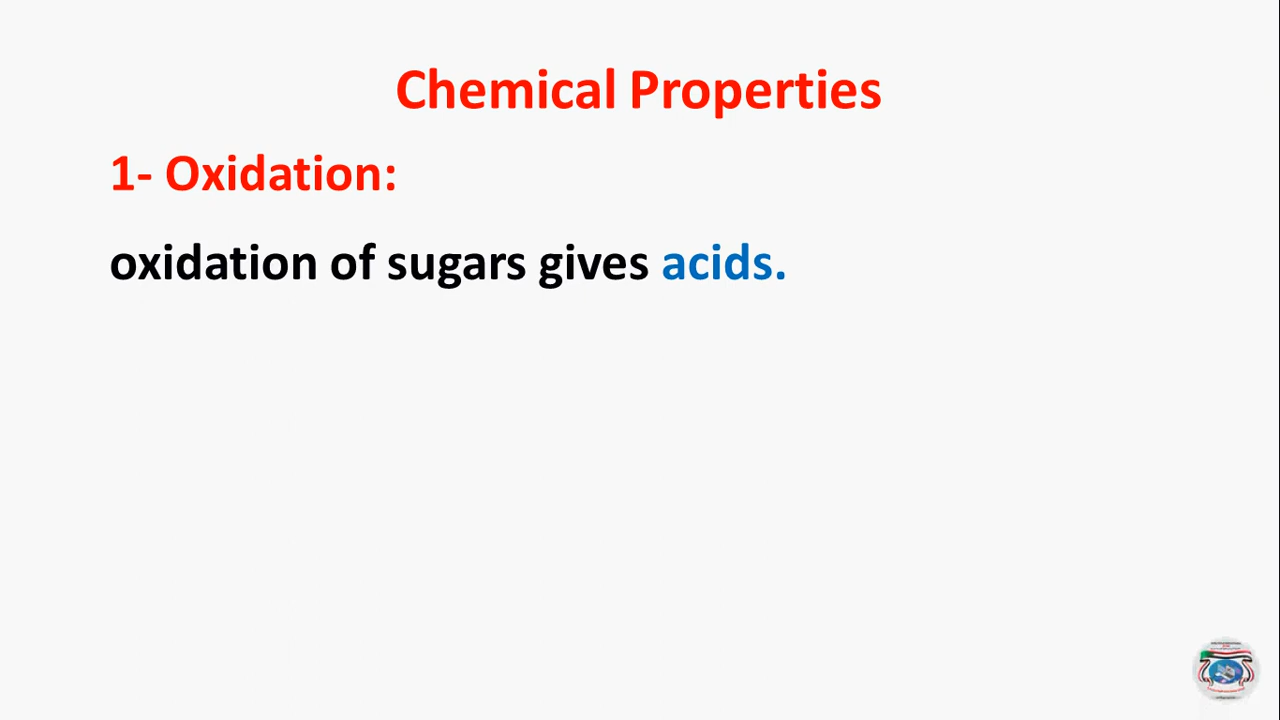 Chemical Properties
1- Oxidation:
oxidation of sugars gives acids.